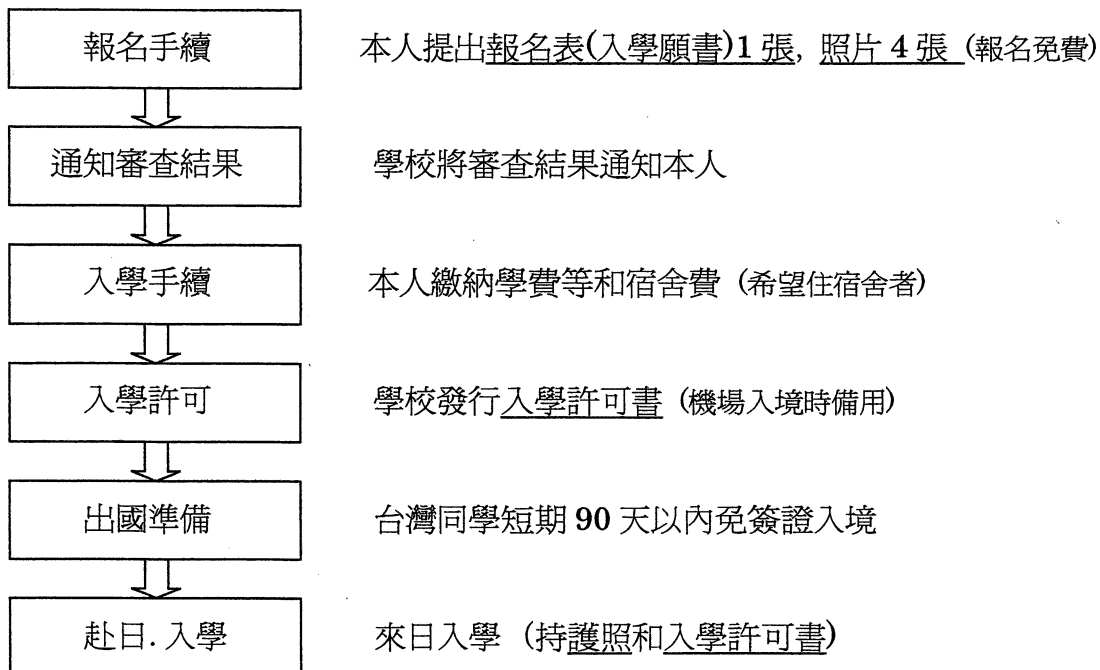 報名手續 本人提出報名表(入學願書)1 張, 照片 4 張 (報名免費)
通知審查結果 學校將審查結果通知本人
入學手續 本人繳納學費等和宿舍費 (希望住宿舍者)
入學許可 學校發行入學許可書 (機場入境時備用)
出國準備 台灣同學短期 90 天以內免簽證入境
赴日. 入學 來日入學 (持護照和入學許可書)